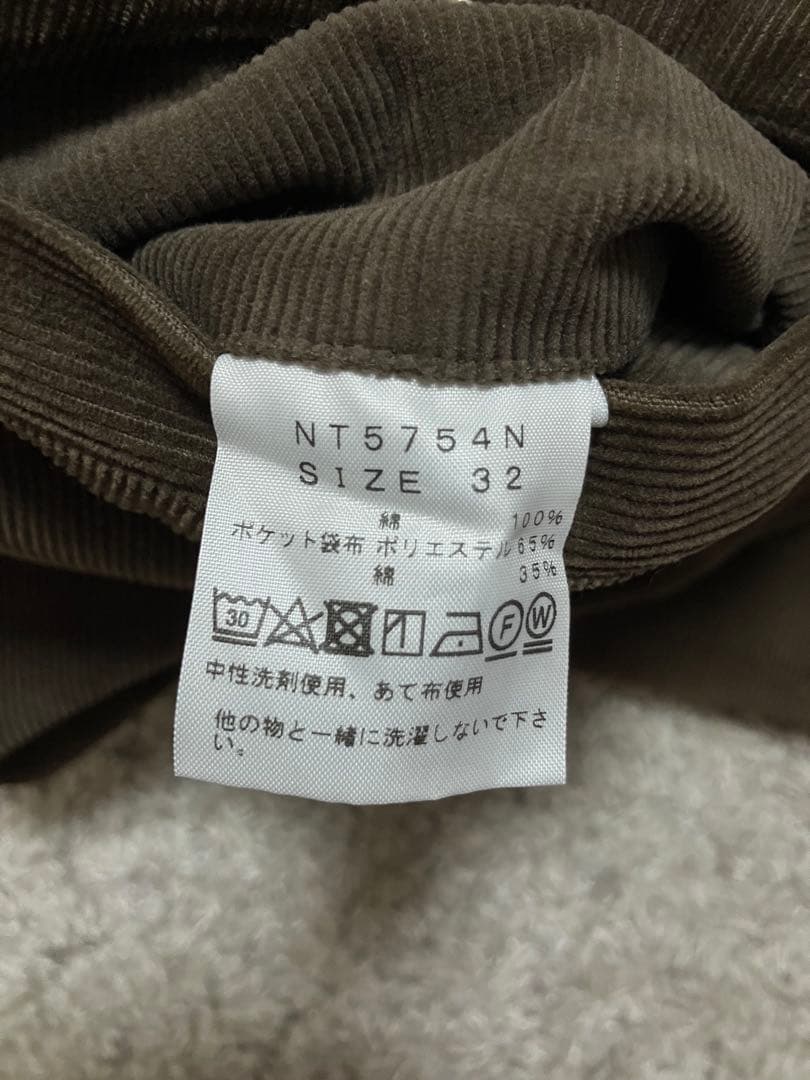 NT5754N
SIZE 32
綿 100%
ポケット袋布 ポリエステル 65%
綿 35%
30 F W
中性洗剤使用、あて布使用
他の物と一緒に洗濯しないで下さ
い。